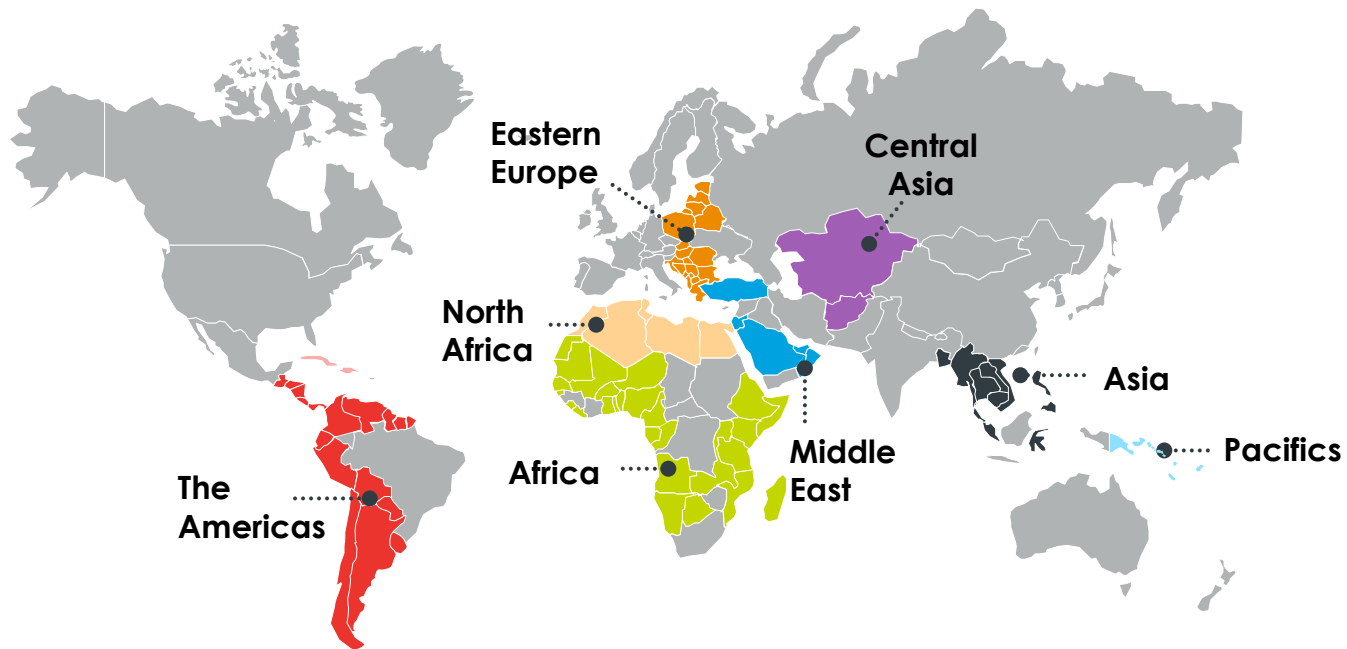 Eastern
Europe
Central
Asia
North
Africa
Asia
Middle
East
Pacifics
Africa
The
Americas